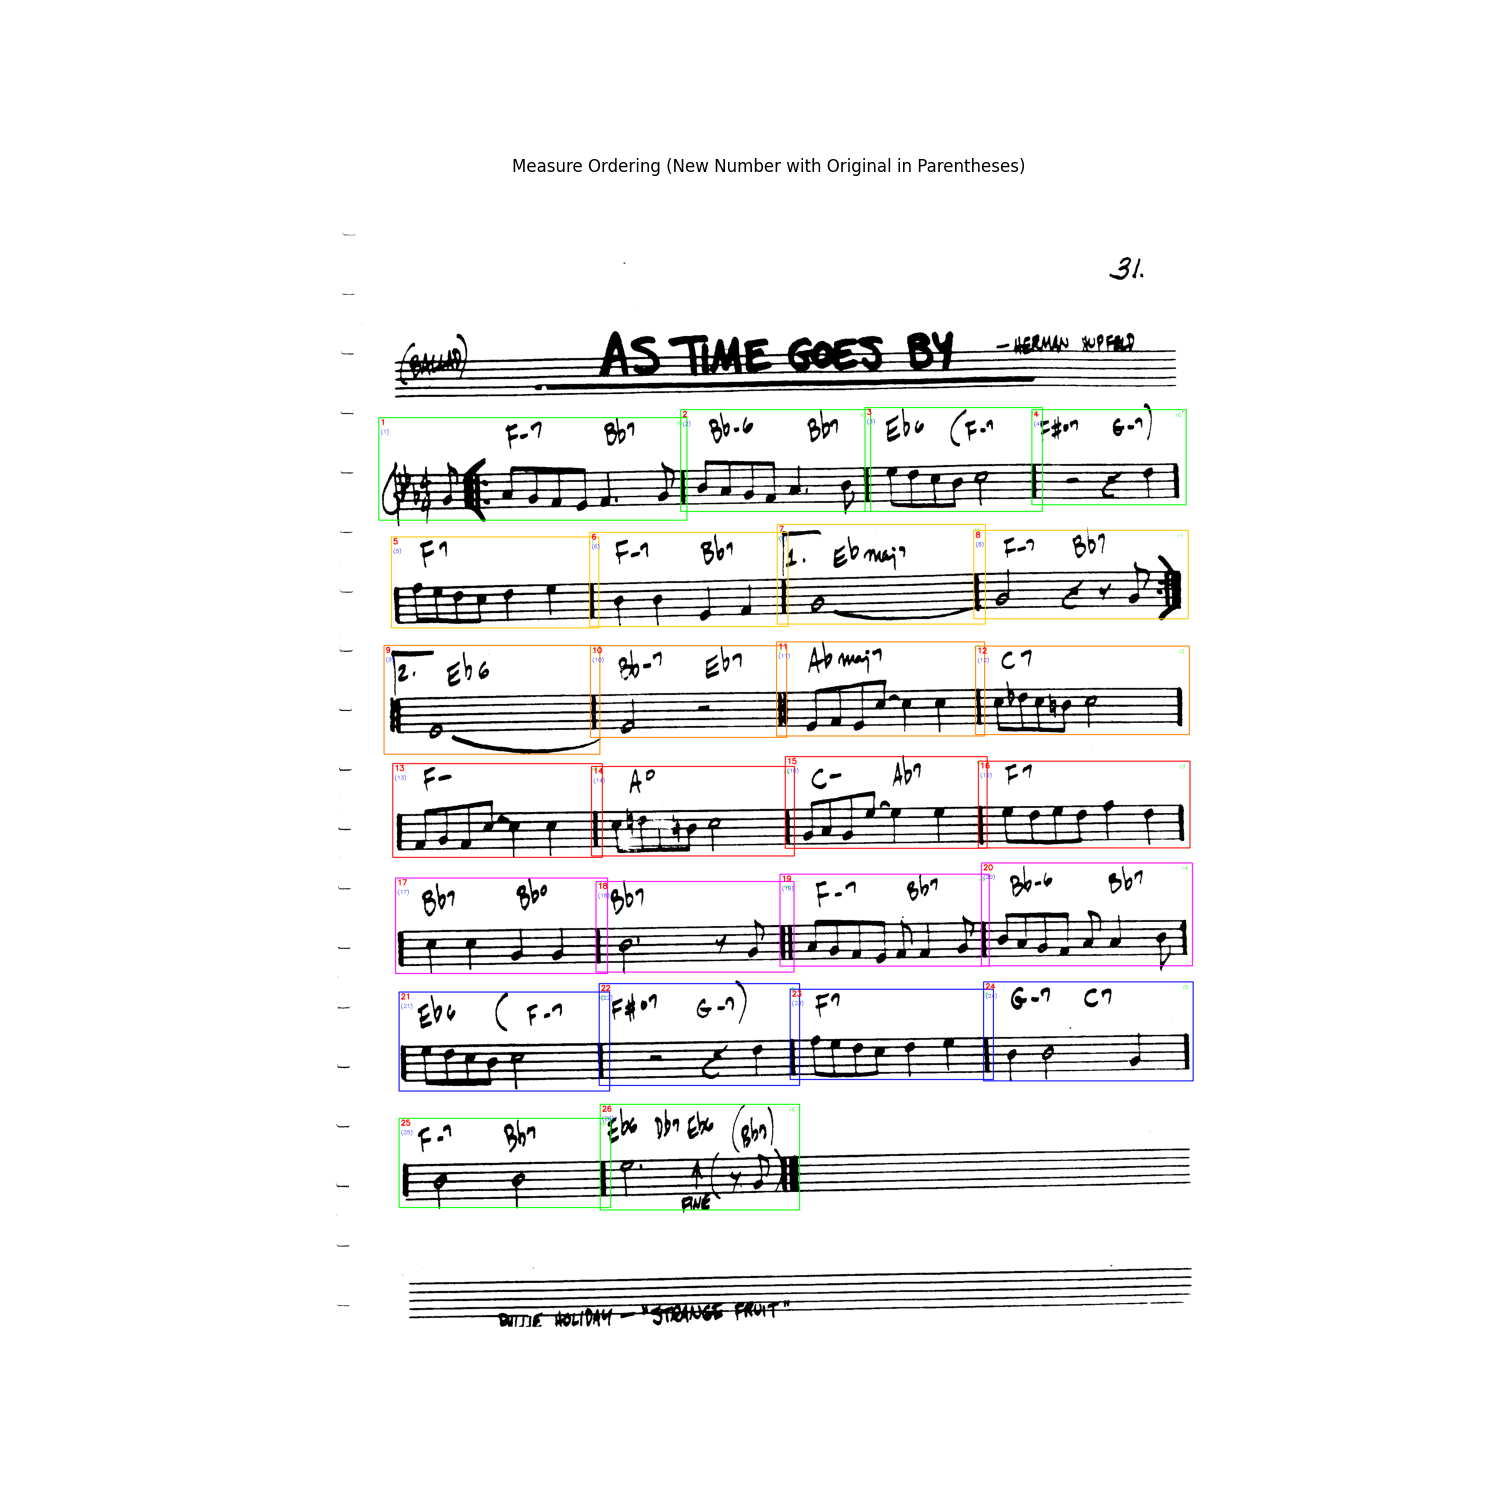 Measure Ordering (New Number with Original in Parentheses)
31.
(BALLAD) AS TIME GOES BY – HERMAN HUPFELD
1 2 3 4
(1) (2) (3) (4)
F-7 Bb7 Bb-6 Bb7 Eb6 (F-7 F#o7 G-7)
5 6 7 8
(5) (6) (8)
F7 F-7 Bb7 1. Ebmaj7 F-7 Bb7
9 10 11 12
(9) (10) (11) (12)
2. Eb6 Bb-7 Eb7 Abmaj7 C7
13 14 15 16
(13) (14) (15) (16)
F- Ao C- Ab7 F7
17 18 19 20
(17) (18) (19) (20)
Bb7 Bbo Bb7 F-7 Bb7 Bb-6 Bb7
21 22 23 24
(21) (22) (23) (24)
Eb6 (F-7 F#o7 G-7) F7 G-7 C7
25 26
(25) (26)
F-7 Bb7 Eb6 Db7 Eb6 (Bb7)
FINE
BILLIE HOLIDAY – "STRANGE FRUIT"